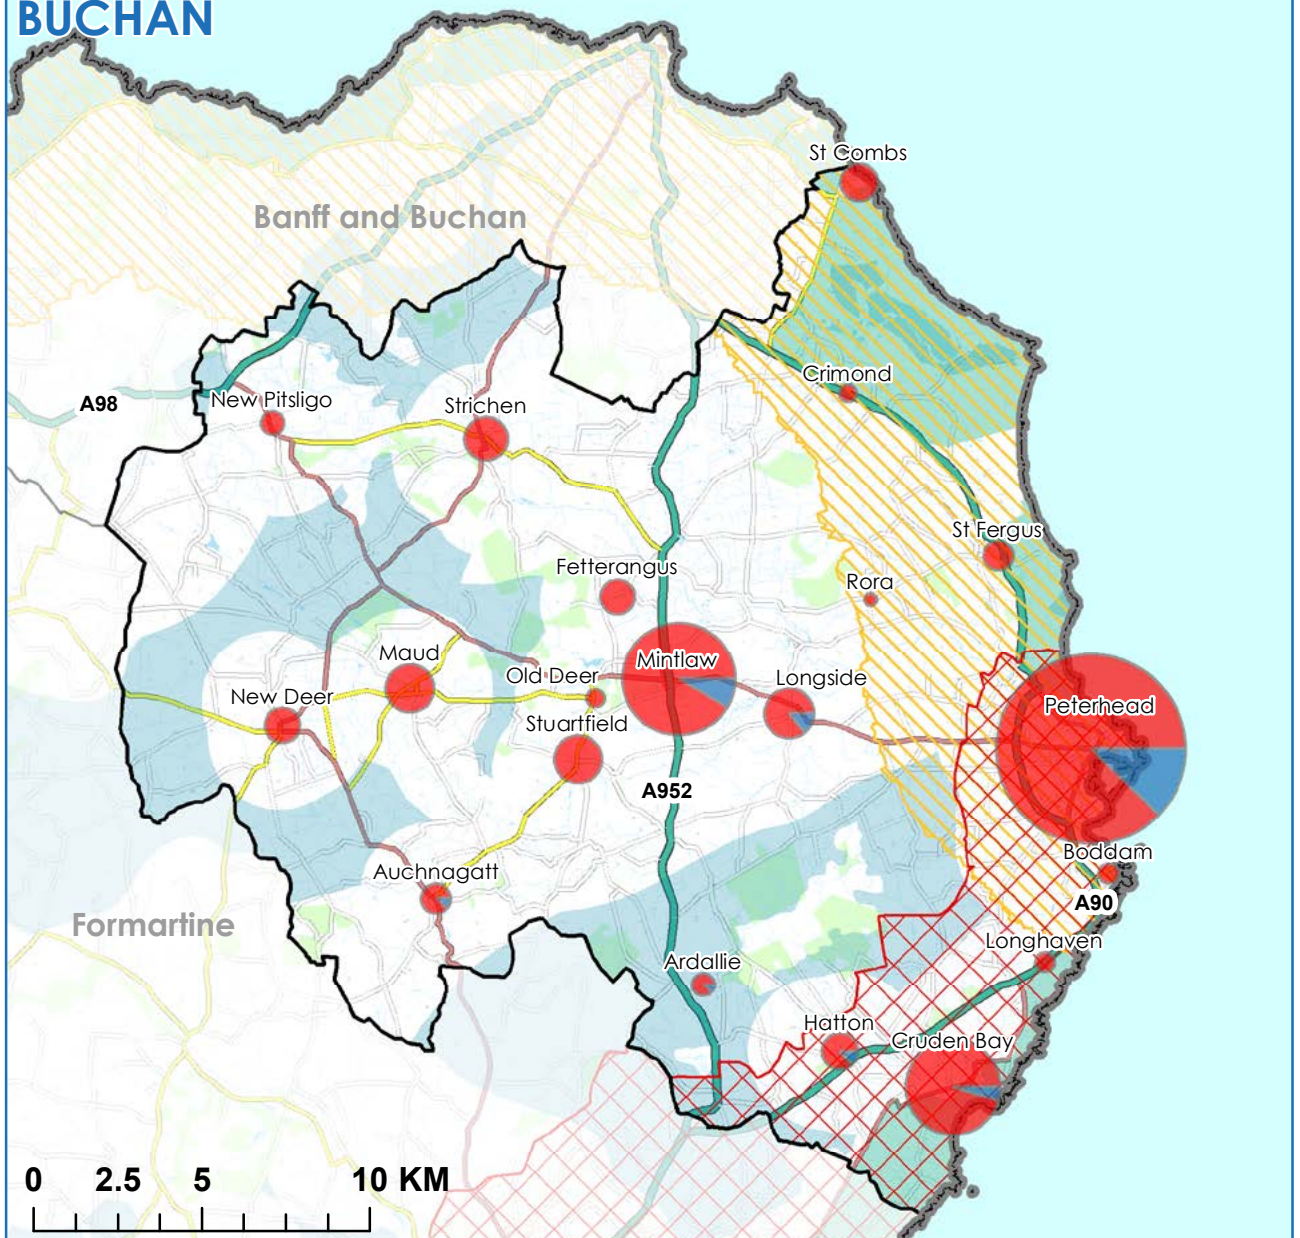 BUCHAN
St Combs
Banff and Buchan
Crimond
New Pitsligo
A98
Strichen
St Fergus
Fetterangus
Rora
Maud
Mintlaw
Old Deer
Longside
New Deer
Peterhead
Stuartfield
A952
Boddam
Auchnagatt
A90
Formartine
Longhaven
Ardallie
Hatton
Cruden Bay
0 2.5 5 10 KM